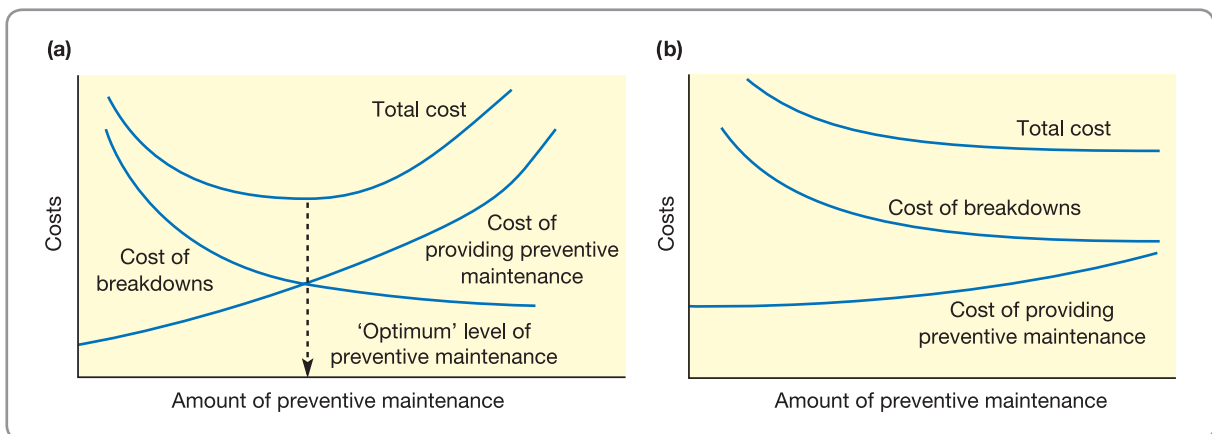 (a)
Total cost
Costs
Cost of
breakdowns
Cost of
providing preventive
maintenance
‘Optimum’ level of
preventive maintenance
Amount of preventive maintenance
(b)
Total cost
Costs
Cost of breakdowns
Cost of providing
preventive maintenance
Amount of preventive maintenance